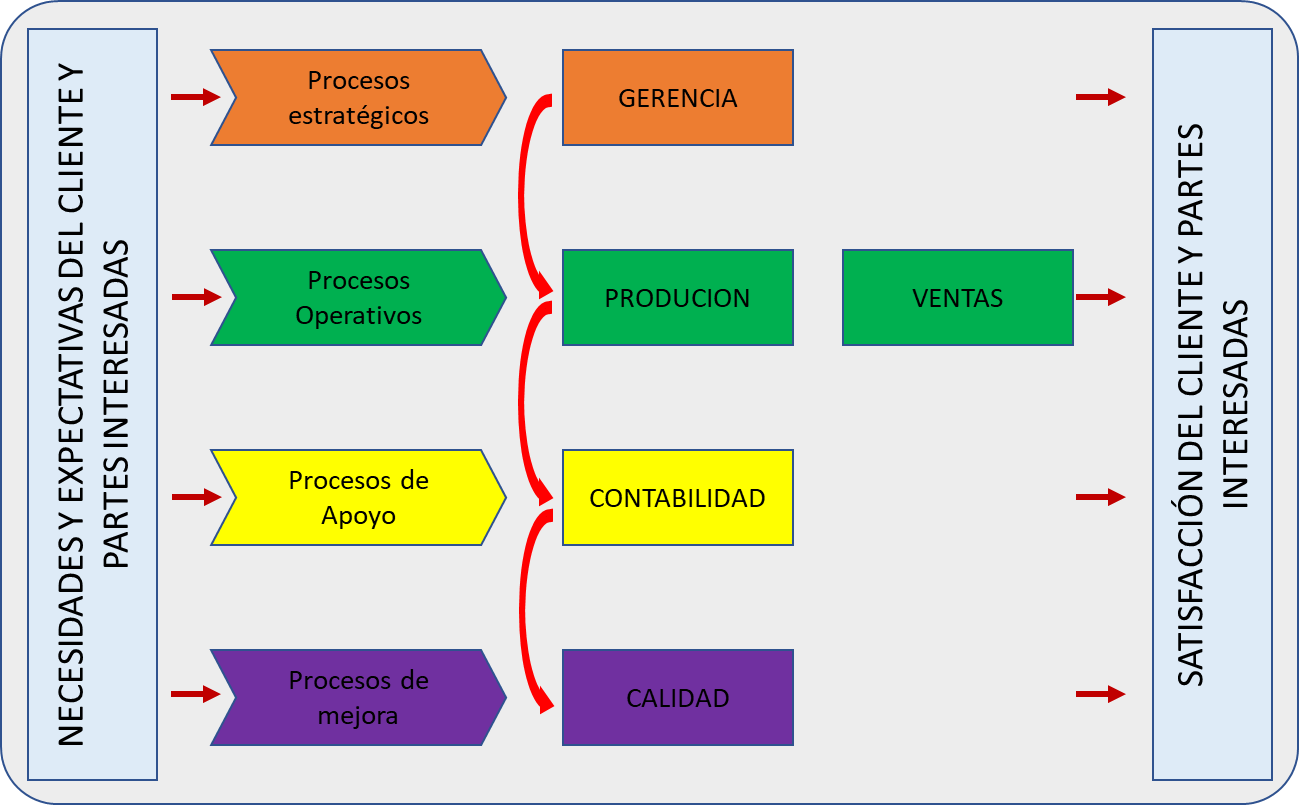 NECESIDADES Y EXPECTATIVAS DEL CLIENTE Y
PARTES INTERESADAS
Procesos
estratégicos
GERENCIA
Procesos
Operativos
PRODUCION
VENTAS
Procesos de
Apoyo
CONTABILIDAD
Procesos de
mejora
CALIDAD
SATISFACCIÓN DEL CLIENTE Y PARTES
INTERESADAS